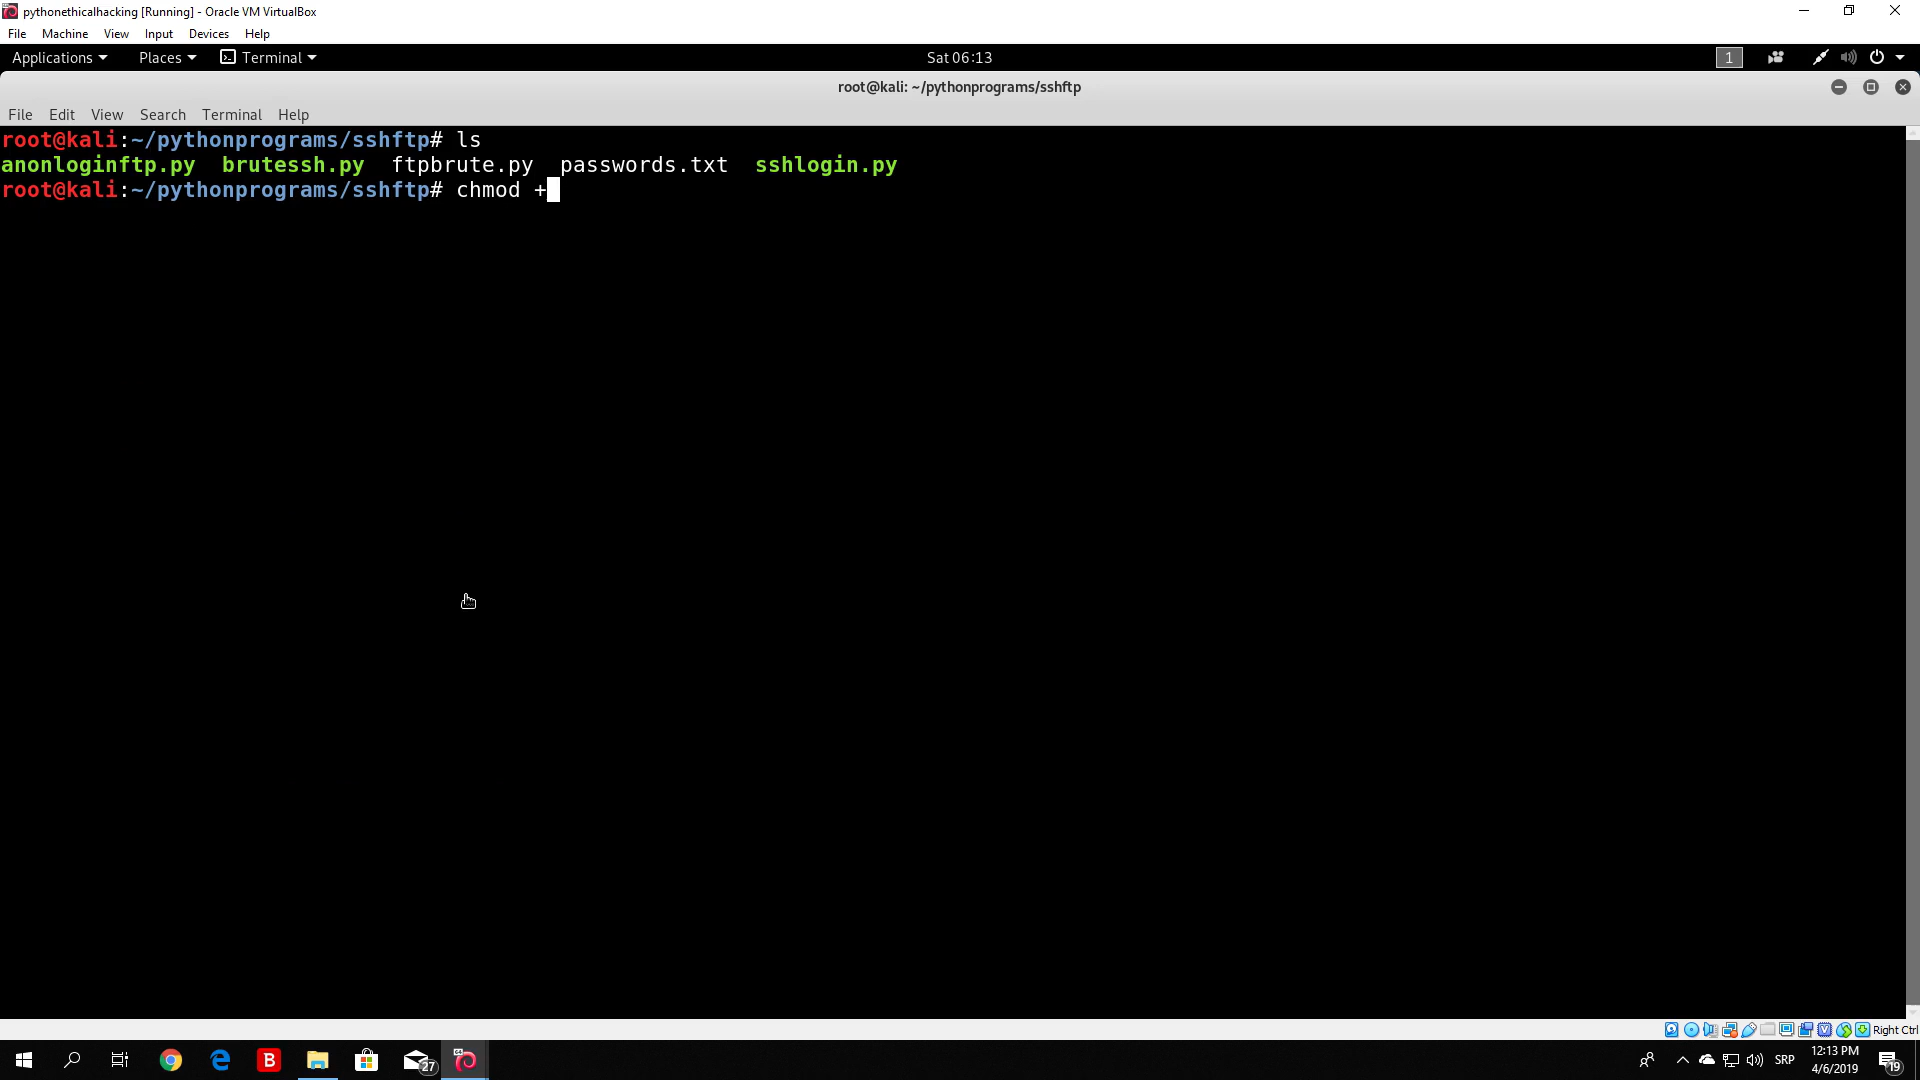 pythonethicalhacking [Running] - Oracle VM VirtualBox
File Machine View Input Devices Help
Applications Places Terminal Sat 06:13 1
root@kali: ~/pythonprograms/sshftp
File Edit View Search Terminal Help
root@kali:~/pythonprograms/sshftp# ls
anonloginftp.py brutessh.py ftpbrute.py passwords.txt sshlogin.py
root@kali:~/pythonprograms/sshftp# chmod +
Right Ctrl
B 27 64 SRP 12:13 PM 19
4/6/2019